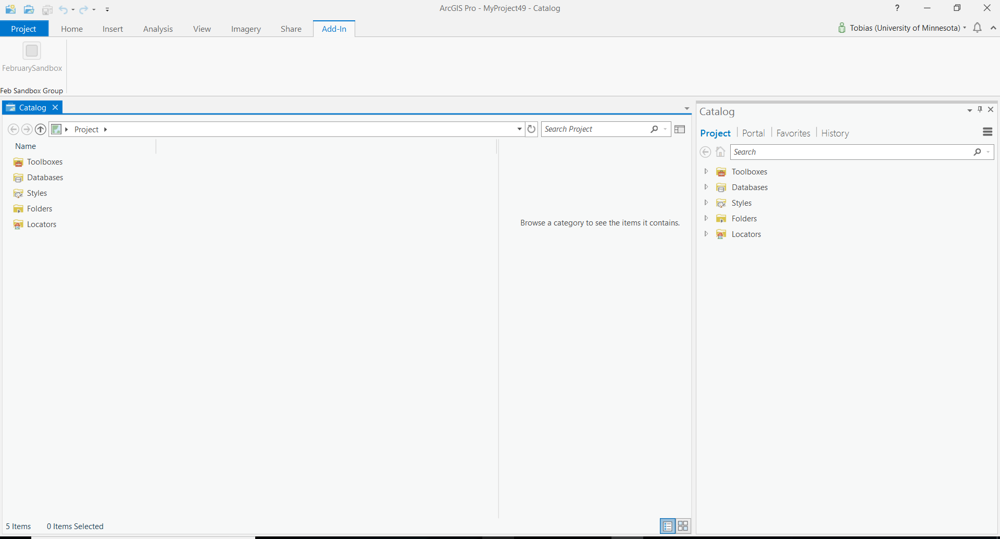 ArcGIS Pro - MyProject49 - Catalog
?
Project Home Insert Analysis View Imagery Share Add-In
Tobias (University of Minnesota)
FebruarySandbox
Feb Sandbox Group
Catalog
Project
Search Project
Name
Toolboxes
Databases
Styles
Folders
Locators
Browse a category to see the items it contains.
5 Items 0 Items Selected
Catalog
Project Portal Favorites History
Search
Toolboxes
Databases
Styles
Folders
Locators